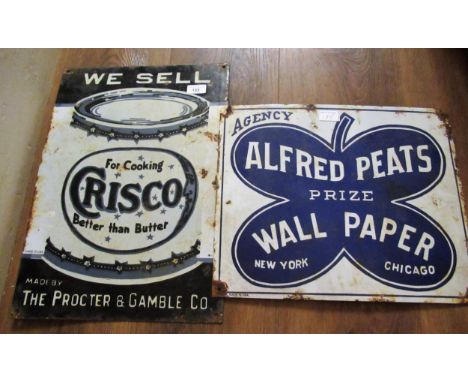 WE SELL
For Cooking
CRISCO
Better than Butter
MADE BY
THE PROCTER & GAMBLE CO
AGENCY
ALFRED PEATS
PRIZE
WALL PAPER
NEW YORK
CHICAGO